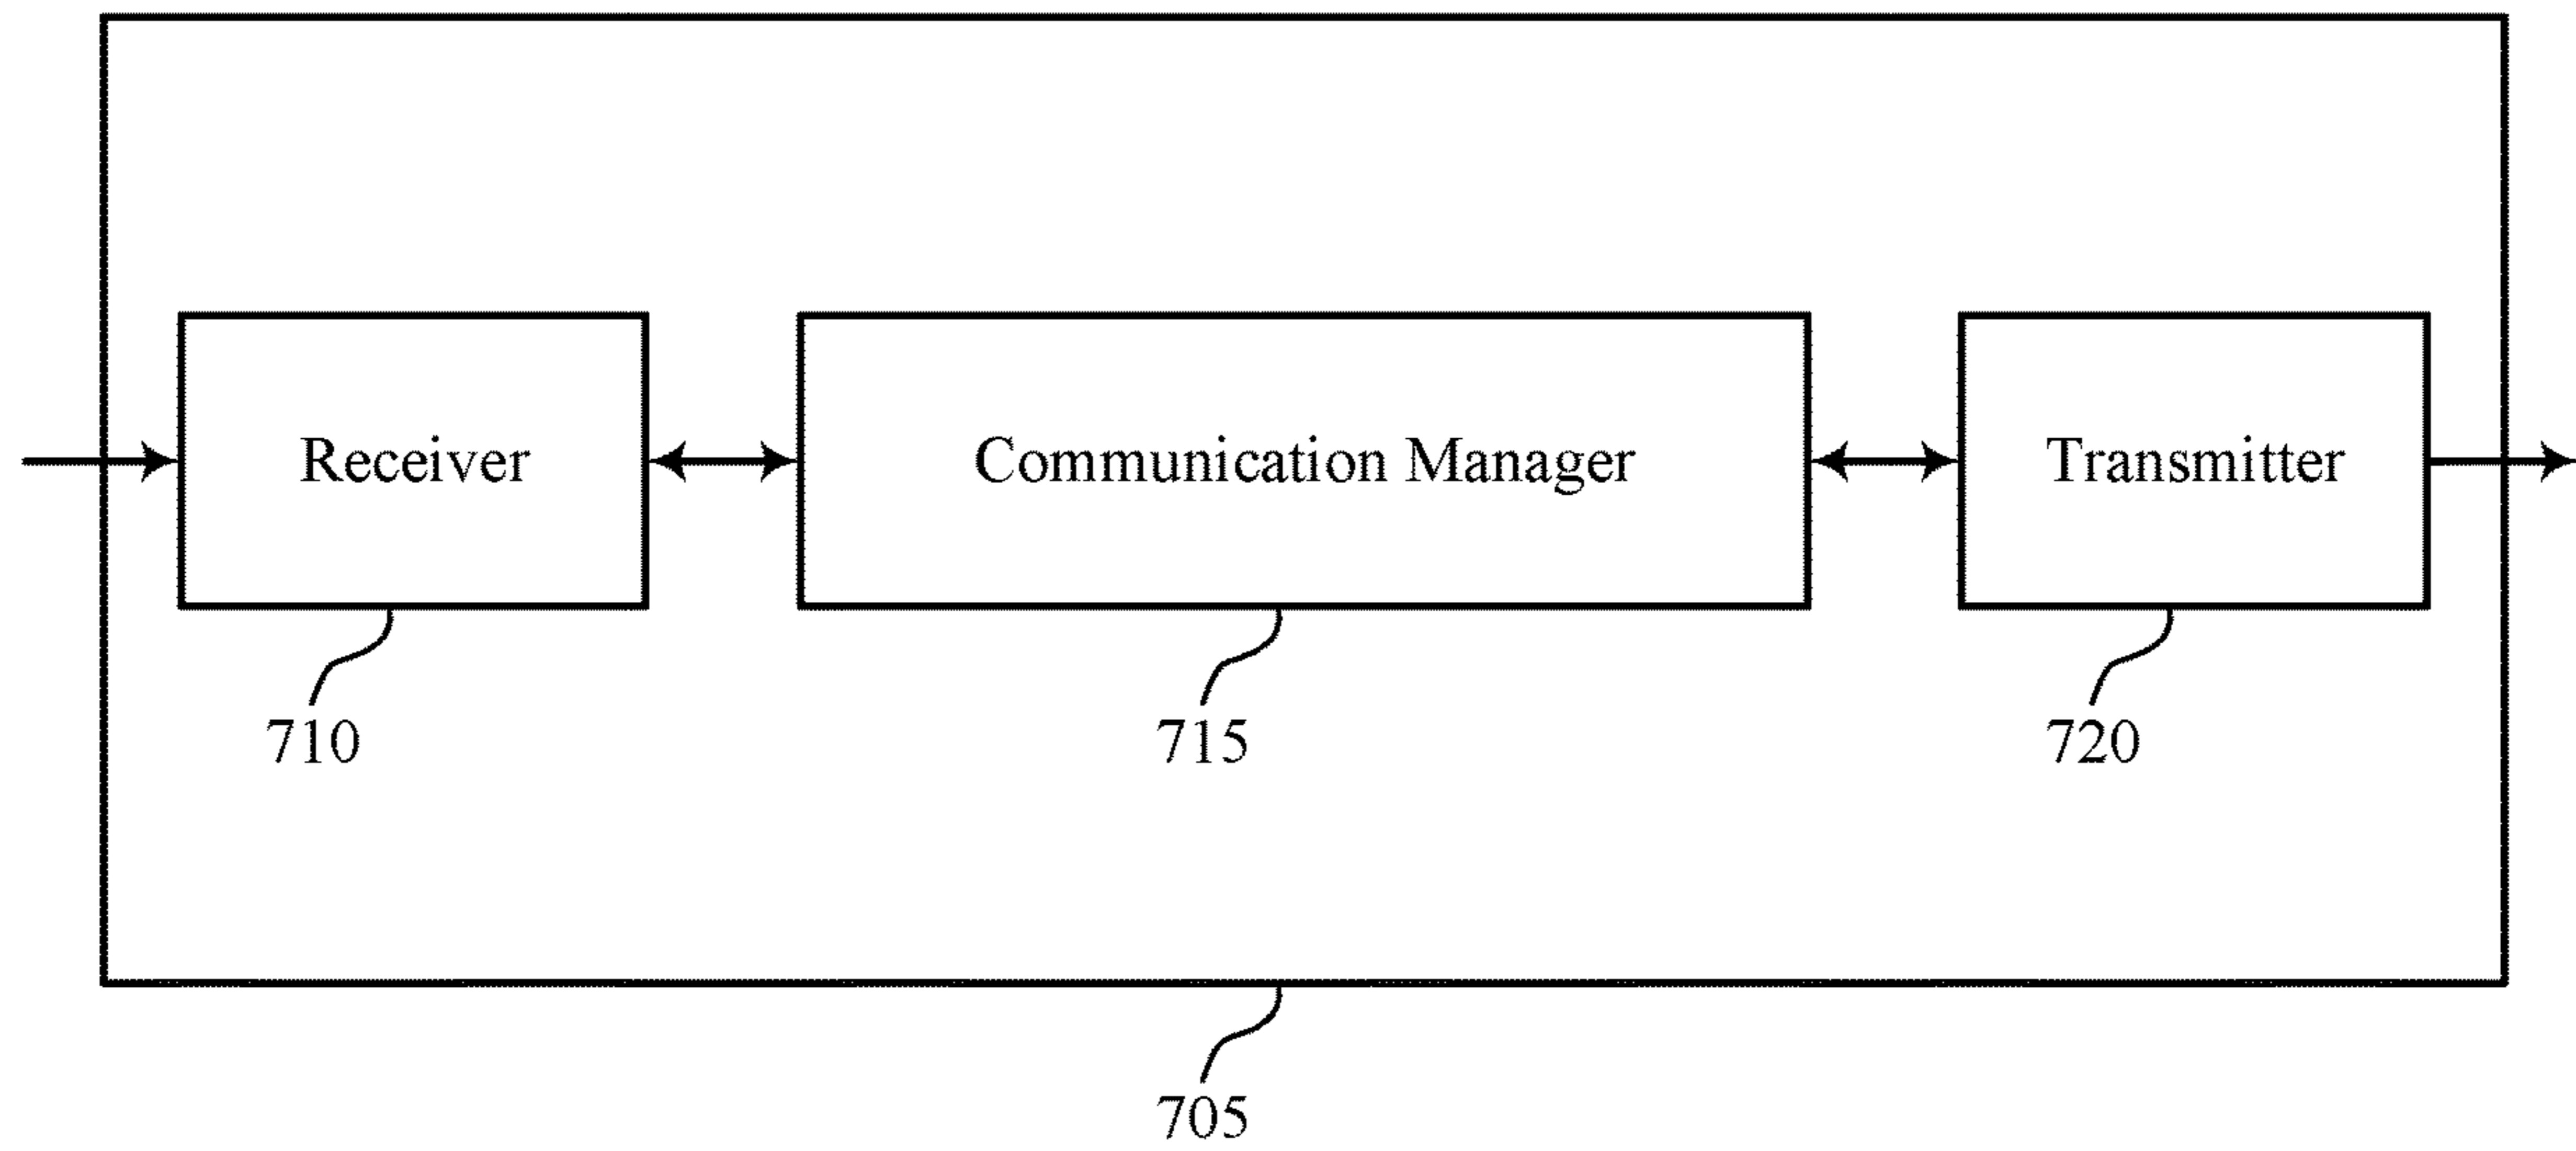 Receiver
Communication Manager
Transmitter
710
715
720
705